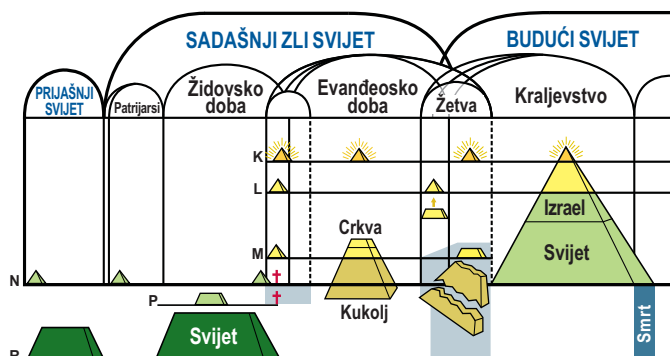 SADAŠNJI ZLI SVIJET
BUDUĆI SVIJET
PRIJAŠNJI
SVIJET
Patrijarsi
Židovsko
doba
Evanđeosko
doba
Žetva
Kraljevstvo
K
L
M
N
P
R
Crkva
Kukolj
Izrael
Svijet
Svijet
Smrt